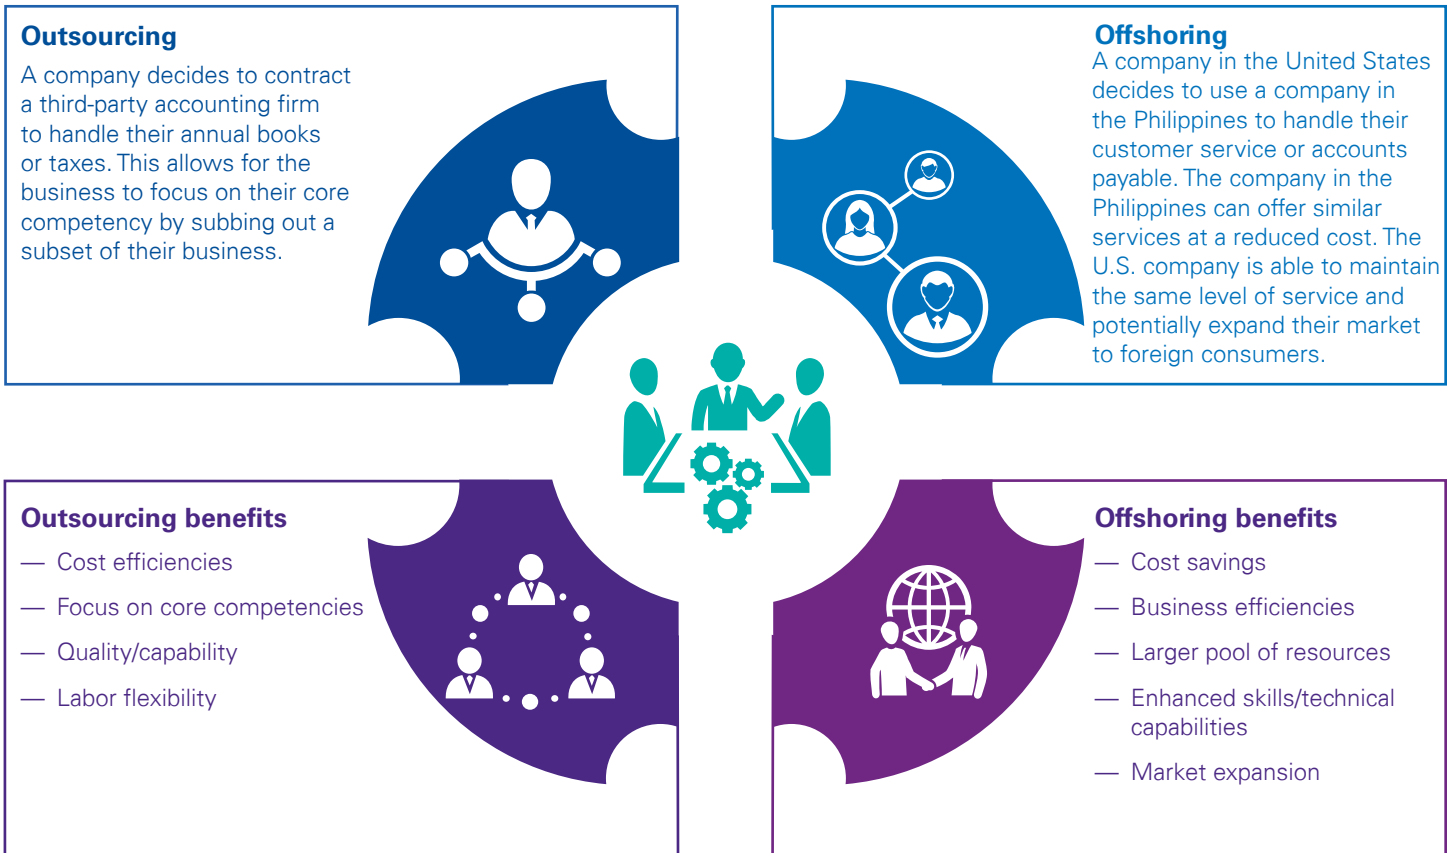 Outsourcing
A company decides to contract
a third-party accounting firm
to handle their annual books
or taxes. This allows for the
business to focus on their core
competency by subbing out a
subset of their business.
Offshoring
A company in the United States
decides to use a company in
the Philippines to handle their
customer service or accounts
payable. The company in the
Philippines can offer similar
services at a reduced cost. The
U.S. company is able to maintain
the same level of service and
potentially expand their market
to foreign consumers.
Outsourcing benefits
— Cost efficiencies
— Focus on core competencies
— Quality/capability
— Labor flexibility
Offshoring benefits
— Cost savings
— Business efficiencies
— Larger pool of resources
— Enhanced skills/technical
capabilities
— Market expansion